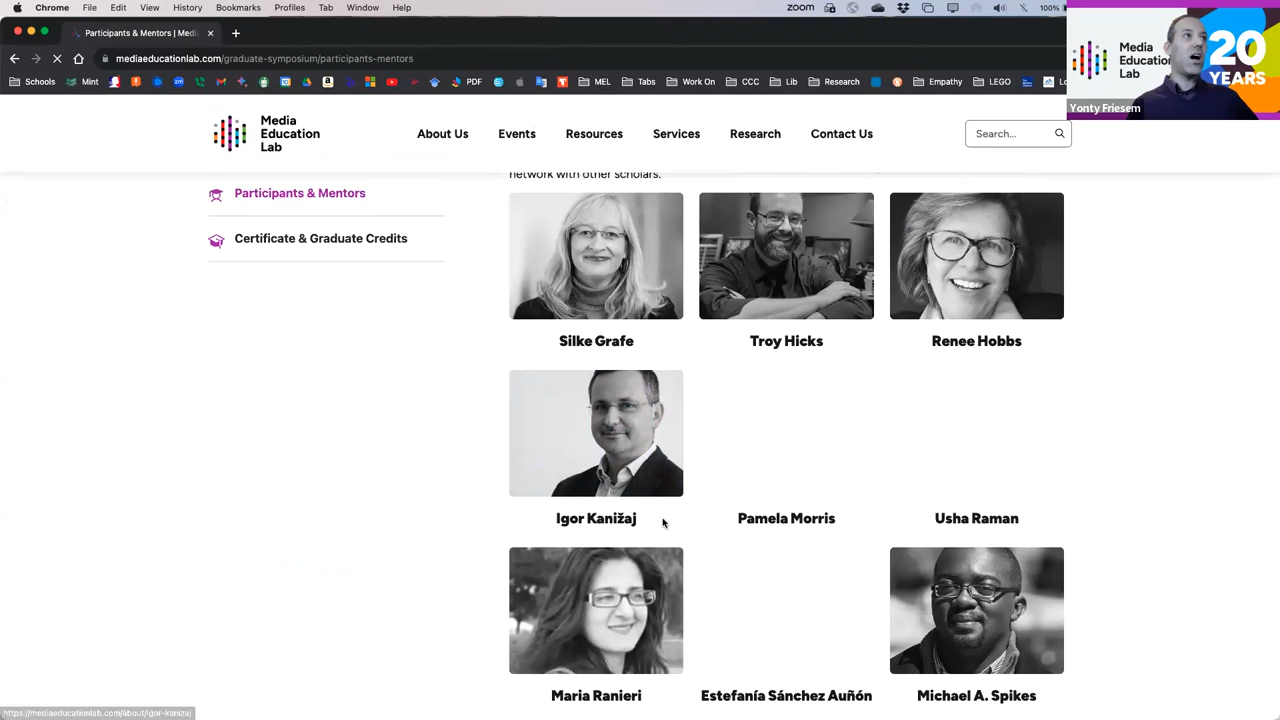 Chrome File Edit View History Bookmarks Profiles Tab Window Help zoom 100%
Participants & Mentors | Medi
mediaeducationlab.com/graduate-symposium/participants-mentors
Schools Mint PDF MEL Tabs Work On CCC Lib Research Empathy LEGO
Media
Education
Lab
20
YEARS
Yonty Friesem
Media
Education
Lab
About Us Events Resources Services Research Contact Us Search...
network with other scholars.
Participants & Mentors
Certificate & Graduate Credits
Silke Grafe Troy Hicks Renee Hobbs
Igor Kanižaj Pamela Morris Usha Raman
Maria Ranieri Estefanía Sánchez Auñón Michael A. Spikes
https://mediaeducationlab.com/about/igor-kanizaj